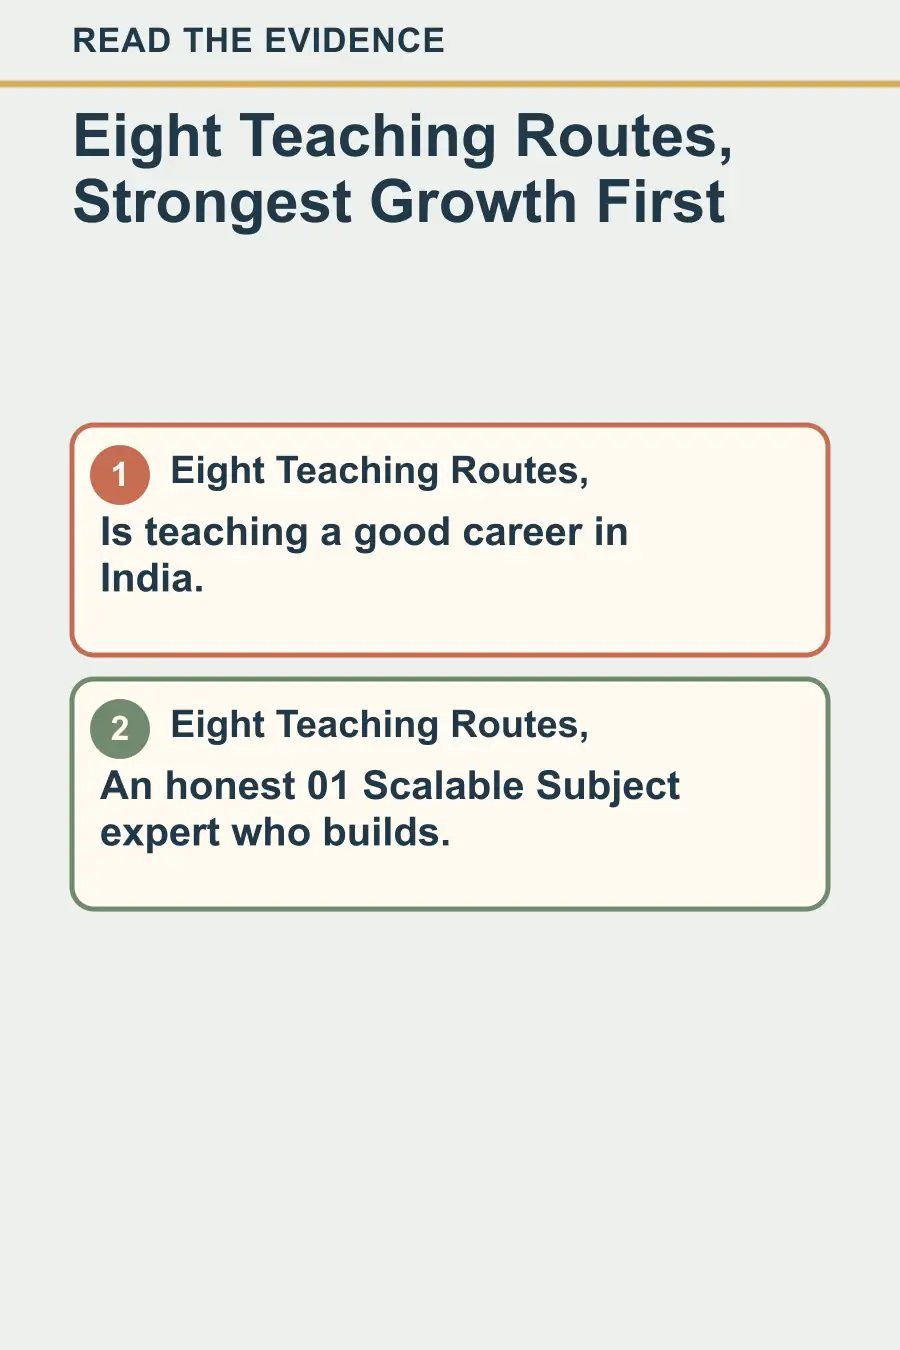 READ THE EVIDENCE
Eight Teaching Routes,
Strongest Growth First
1 Eight Teaching Routes,
Is teaching a good career in
India.
2 Eight Teaching Routes,
An honest 01 Scalable Subject
expert who builds.